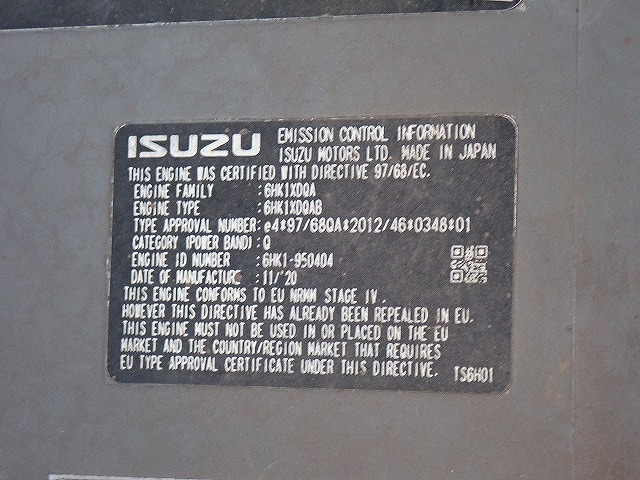 ISUZU
EMISSION CONTROL INFORMATION
ISUZU MOTORS LTD. MADE IN JAPAN
THIS ENGINE WAS CERTIFIED WITH DIRECTIVE 97/68/EC.
ENGINE FAMILY :6HK1XDQA
ENGINE TYPE :6HK1XDQAB
TYPE APPROVAL NUMBER:e4*97/68QA*2012/46*0348*01
CATEGORY (POWER BAND):Q
ENGINE ID NUMBER :6HK1-950404
DATE OF MANUFACTURE :11/'20
THIS ENGINE CONFORMS TO EU NRMM STAGE IV.
HOWEVER THIS DIRECTIVE HAS ALREADY BEEN REPEALED IN EU.
THIS ENGINE MUST NOT BE USED IN OR PLACED ON THE EU
MARKET AND THE COUNTRY/REGION MARKET THAT REQUIRES
EU TYPE APPROVAL CERTIFICATE UNDER THIS DIRECTIVE.
TS6H01